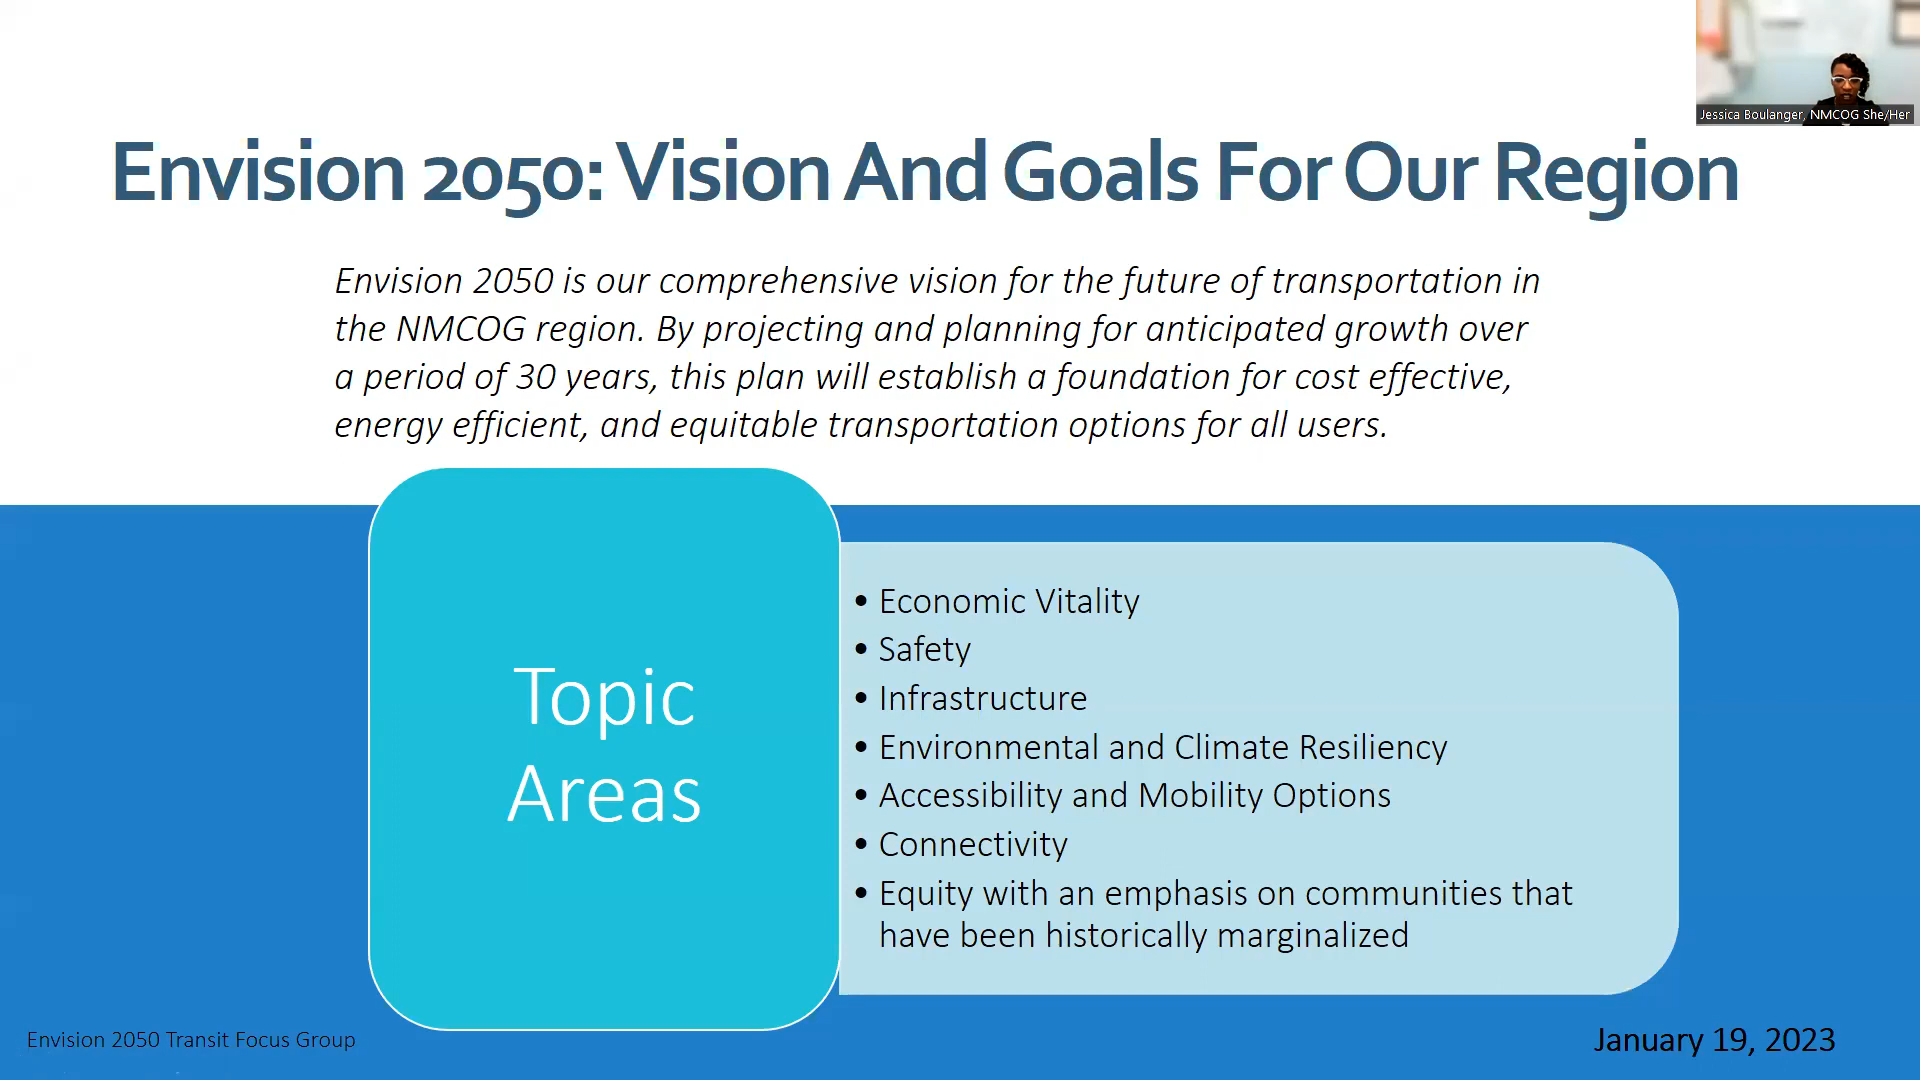 Jessica Boulanger, NMCOG She/Her
Envision 2050: Vision And Goals For Our Region
Envision 2050 is our comprehensive vision for the future of transportation in
the NMCOG region. By projecting and planning for anticipated growth over
a period of 30 years, this plan will establish a foundation for cost effective,
energy efficient, and equitable transportation options for all users.
Topic
Areas
• Economic Vitality
• Safety
• Infrastructure
• Environmental and Climate Resiliency
• Accessibility and Mobility Options
• Connectivity
• Equity with an emphasis on communities that
have been historically marginalized
Envision 2050 Transit Focus Group
January 19, 2023